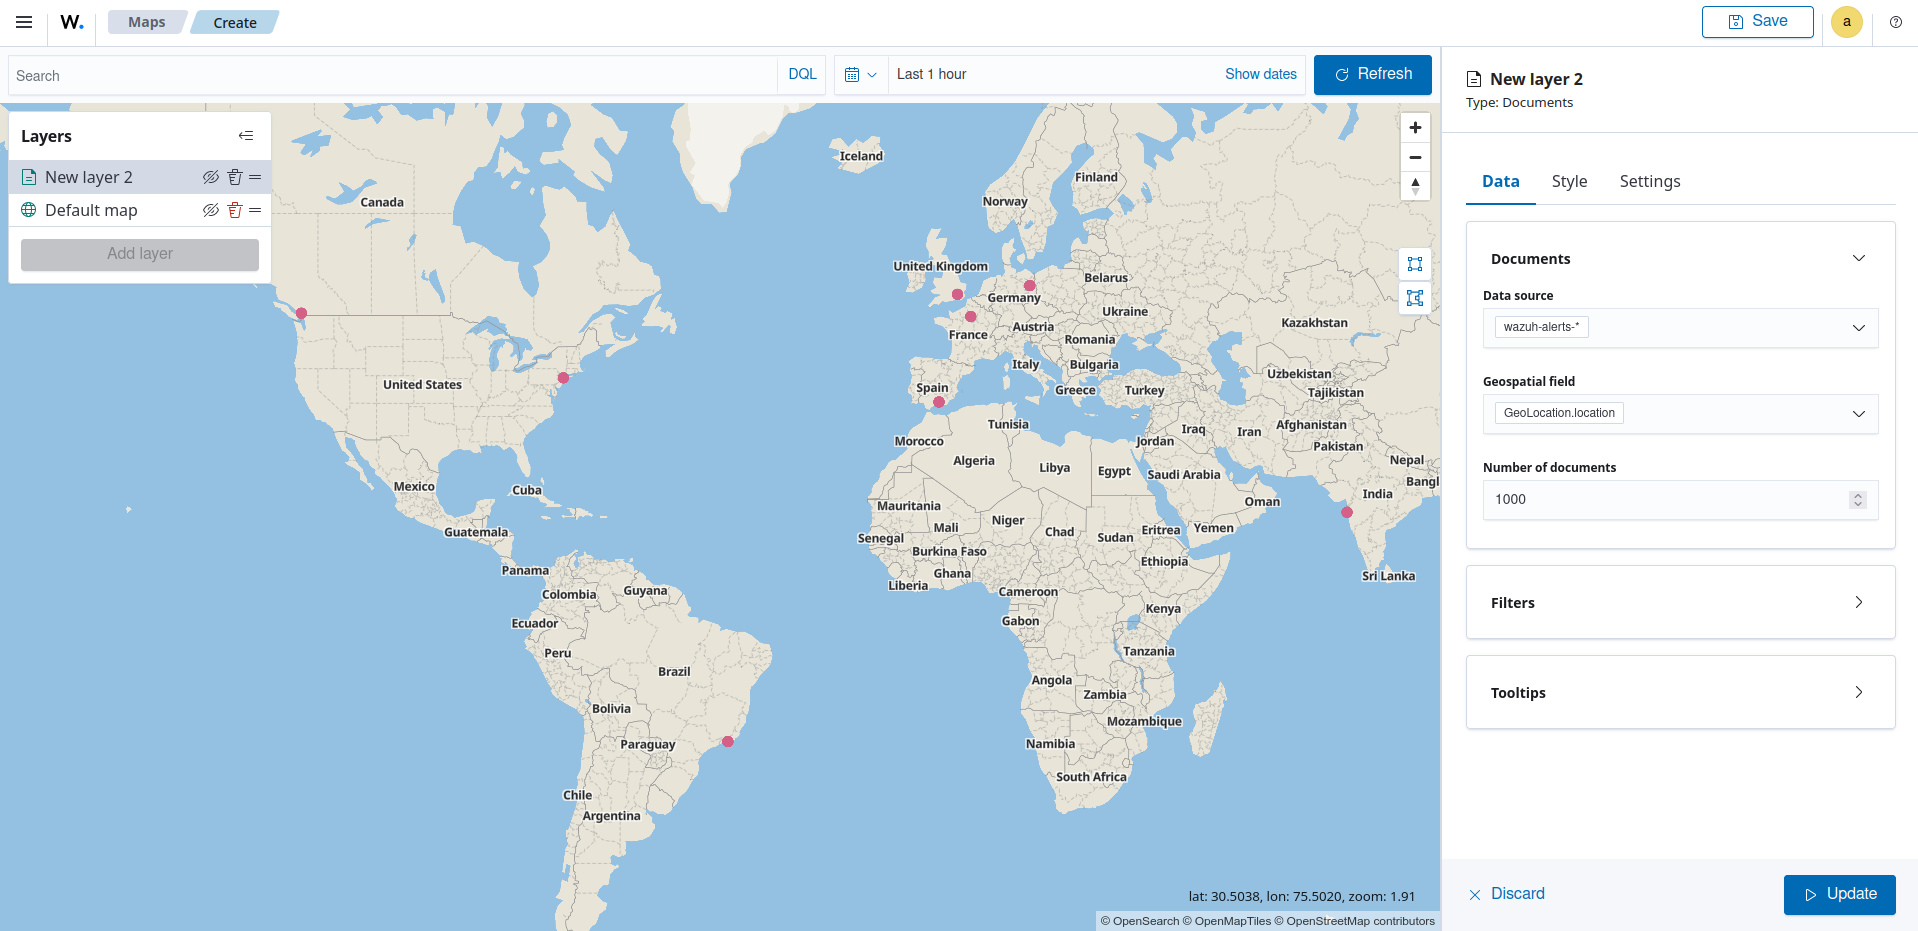 W.
Maps
Create
Save
a
Search
DQL
Last 1 hour
Show dates
Refresh
Layers
New layer 2
Default map
Add layer
Iceland
Finland
Canada
Norway
United Kingdom
Belarus
Germany
Ukraine
Kazakhstan
Austria
France
Romania
Italy
Bulgaria
Uzbekistan
United States
Spain
Greece
Turkey
Tajikistan
Tunisia
Iraq
Iran
Afghanistan
Morocco
Jordan
Pakistan
Algeria
Libya
Egypt
Saudi Arabia
Nepal
Bangl
Mexico
Cuba
India
Mauritania
Oman
Niger
Mali
Chad
Eritrea
Yemen
Guatemala
Senegal
Sudan
Burkina Faso
Ethiopia
Panama
Ghana
Sri Lanka
Liberia
Colombia
Guyana
Cameroon
Kenya
Ecuador
Gabon
Peru
Tanzania
Brazil
Angola
Zambia
Bolivia
Mozambique
Paraguay
Namibia
South Africa
Chile
Argentina
lat: 30.5038, lon: 75.5020, zoom: 1.91
© OpenSearch © OpenMapTiles © OpenStreetMap contributors
New layer 2
Type: Documents
Data
Style
Settings
Documents
Data source
wazuh-alerts-*
Geospatial field
GeoLocation.location
Number of documents
1000
Filters
Tooltips
Discard
Update